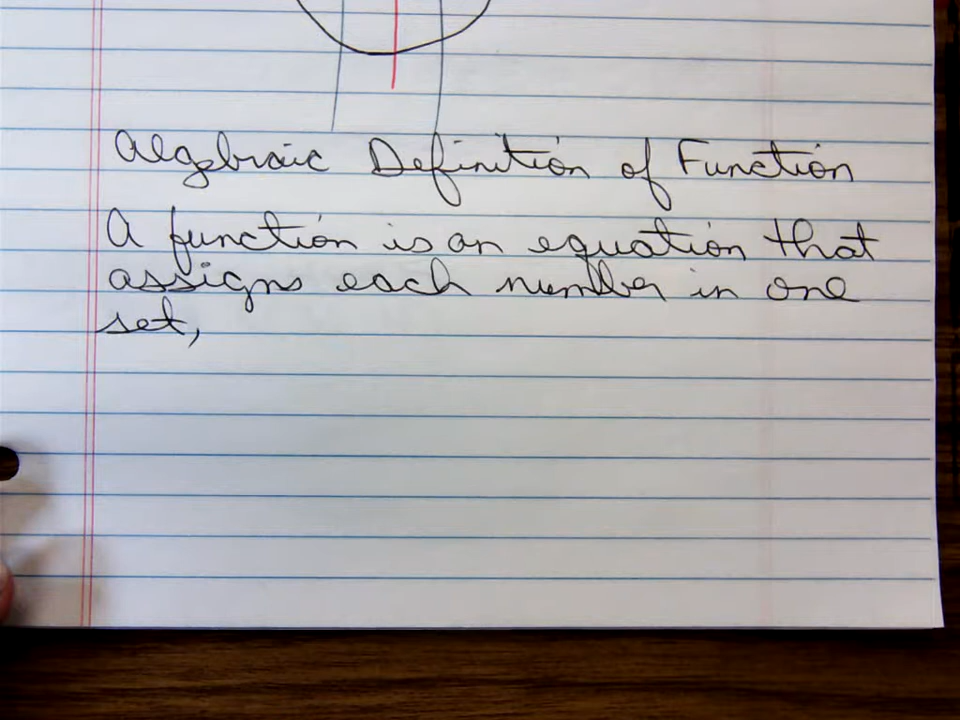 Algebraic Definition of Function
A function is an equation that
assigns each number in one
set,